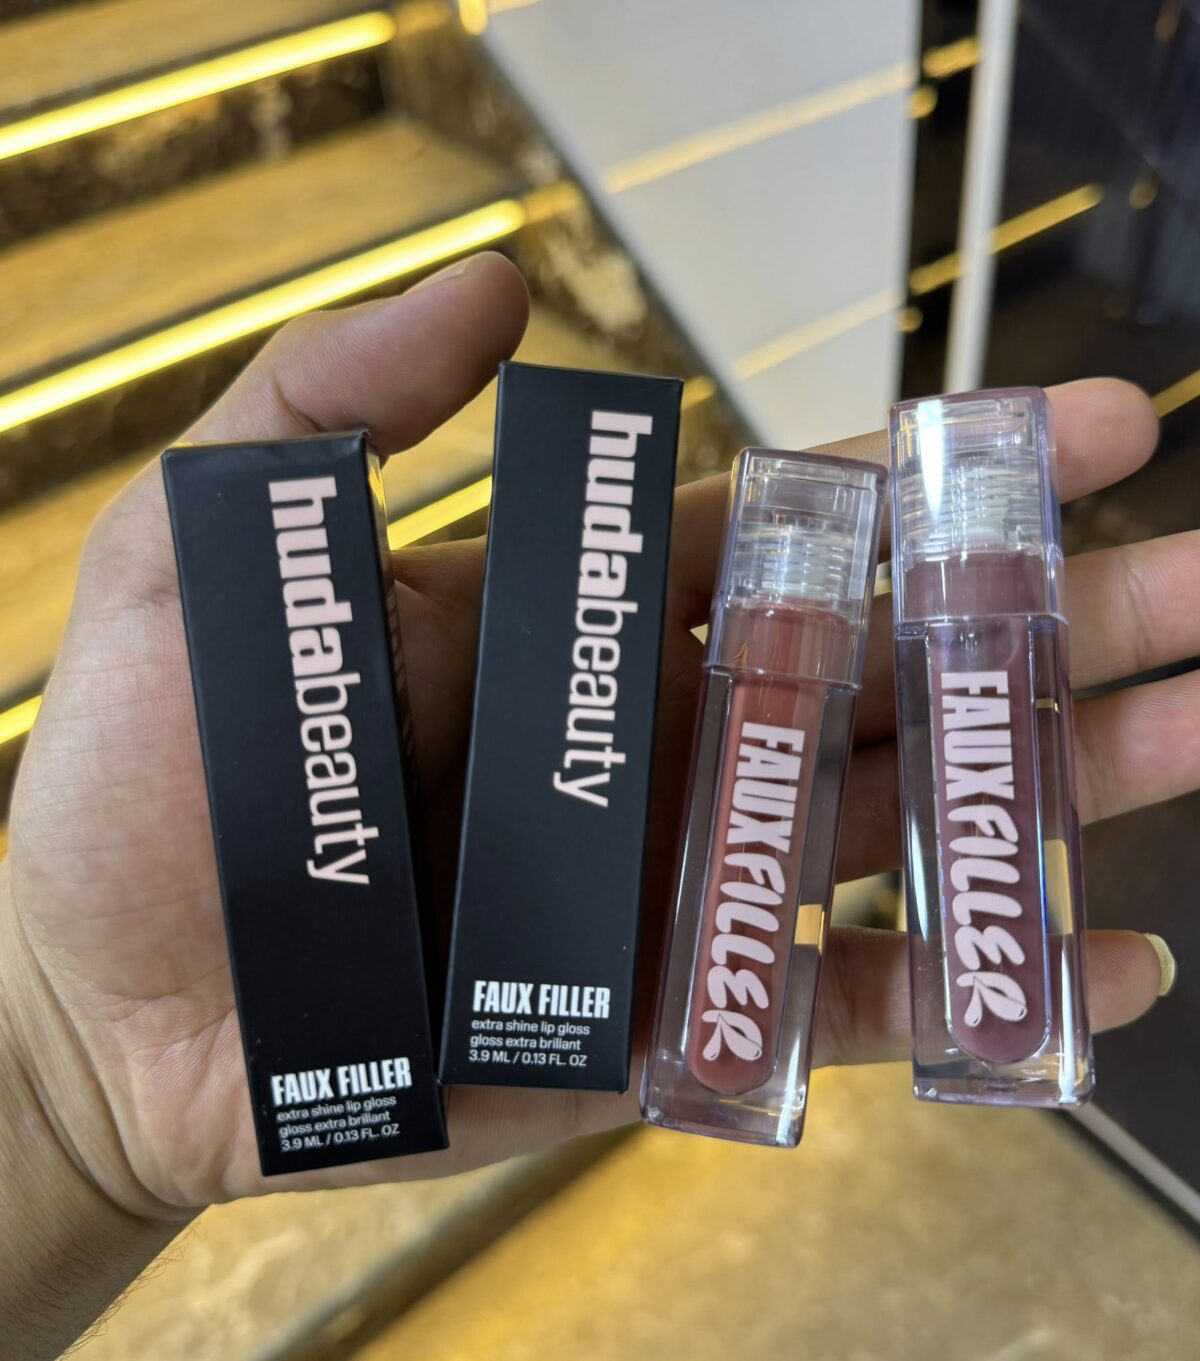 hudabeauty
FAUX FILLER
extra shine lip gloss
gloss extra brillant
3.9 ML / 0.13 FL. OZ
hudabeauty
FAUX FILLER
extra shine lip gloss
gloss extra brillant
3.9 ML / 0.13 FL. OZ
FAUX FILLER
FAUX FILLER